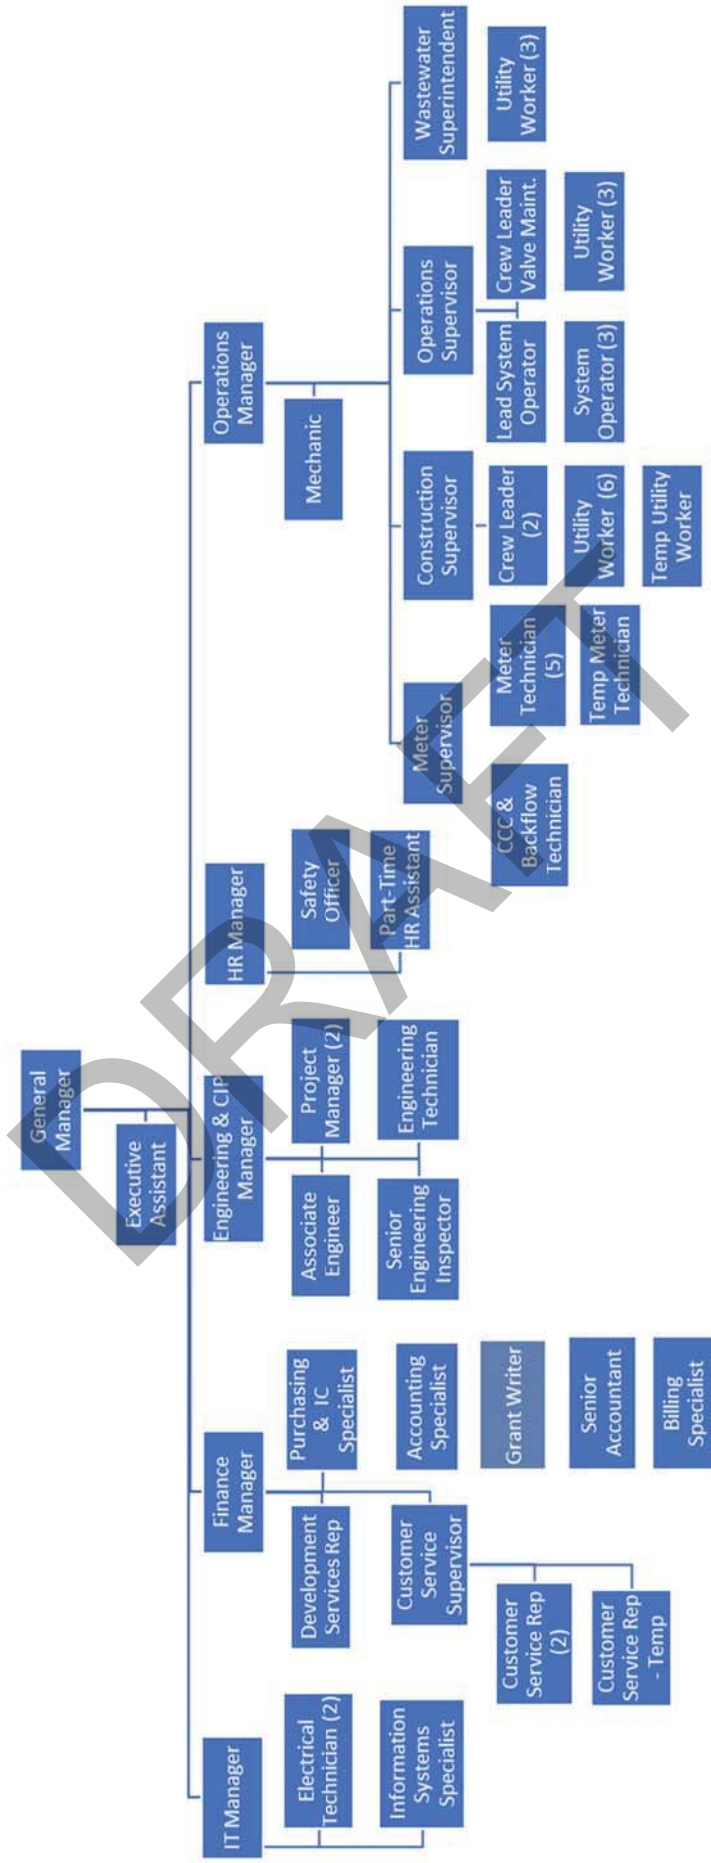 General
Manager
Executive
Assistant
IT Manager
Electrical
Technician (2)
Information
Systems
Specialist
Finance
Manager
Development
Services Rep
Purchasing
& IC
Specialist
Customer
Service
Supervisor
Accounting
Specialist
Customer
Service Rep
(2)
Customer
Service Rep
- Temp
Grant Writer
Senior
Accountant
Billing
Specialist
Engineering & CIP
Manager
Associate
Engineer
Project
Manager (2)
Senior
Engineering
Inspector
Engineering
Technician
HR Manager
Safety
Officer
Part-Time
HR Assistant
Operations
Manager
Mechanic
Meter
Supervisor
CCC &
Backflow
Technician
Meter
Technician
(5)
Temp Meter
Technician
Construction
Supervisor
Crew Leader
(2)
Utility
Worker (6)
Temp Utility
Worker
Operations
Supervisor
Lead System
Operator
System
Operator (3)
Crew Leader
Valve Maint.
Utility
Worker (3)
Wastewater
Superintendent
Utility
Worker (3)
DRAFT